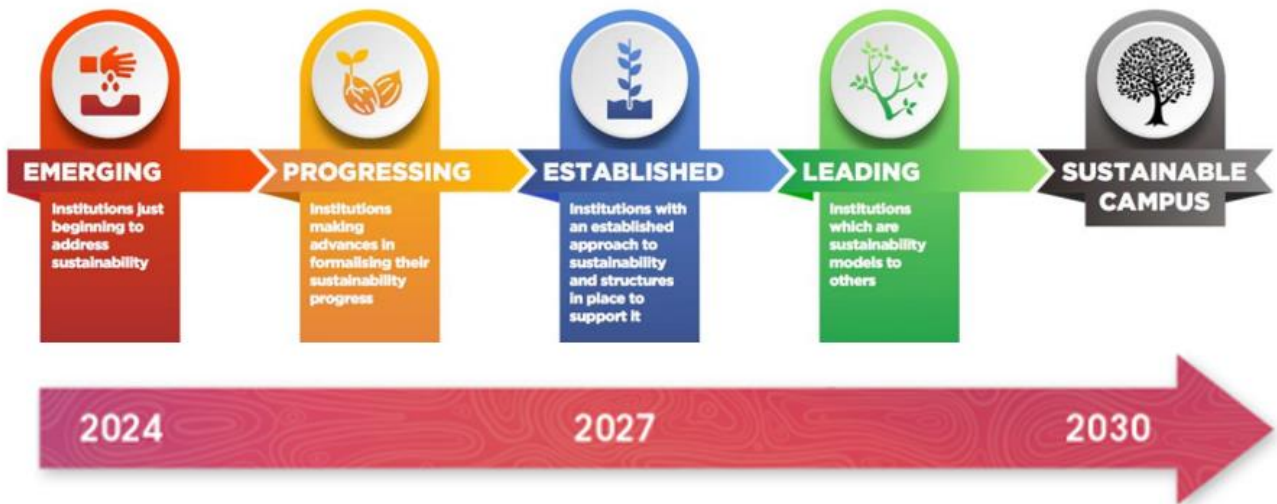 EMERGING
Institutions just
beginning to
address
sustainability
PROGRESSING
Institutions
making
advances in
formalising their
sustainability
progress
ESTABLISHED
Institutions with
an established
approach to
sustainability
and structures
in place to
support it
LEADING
Institutions
which are
sustainability
models to
others
SUSTAINABLE
CAMPUS
2024
2027
2030